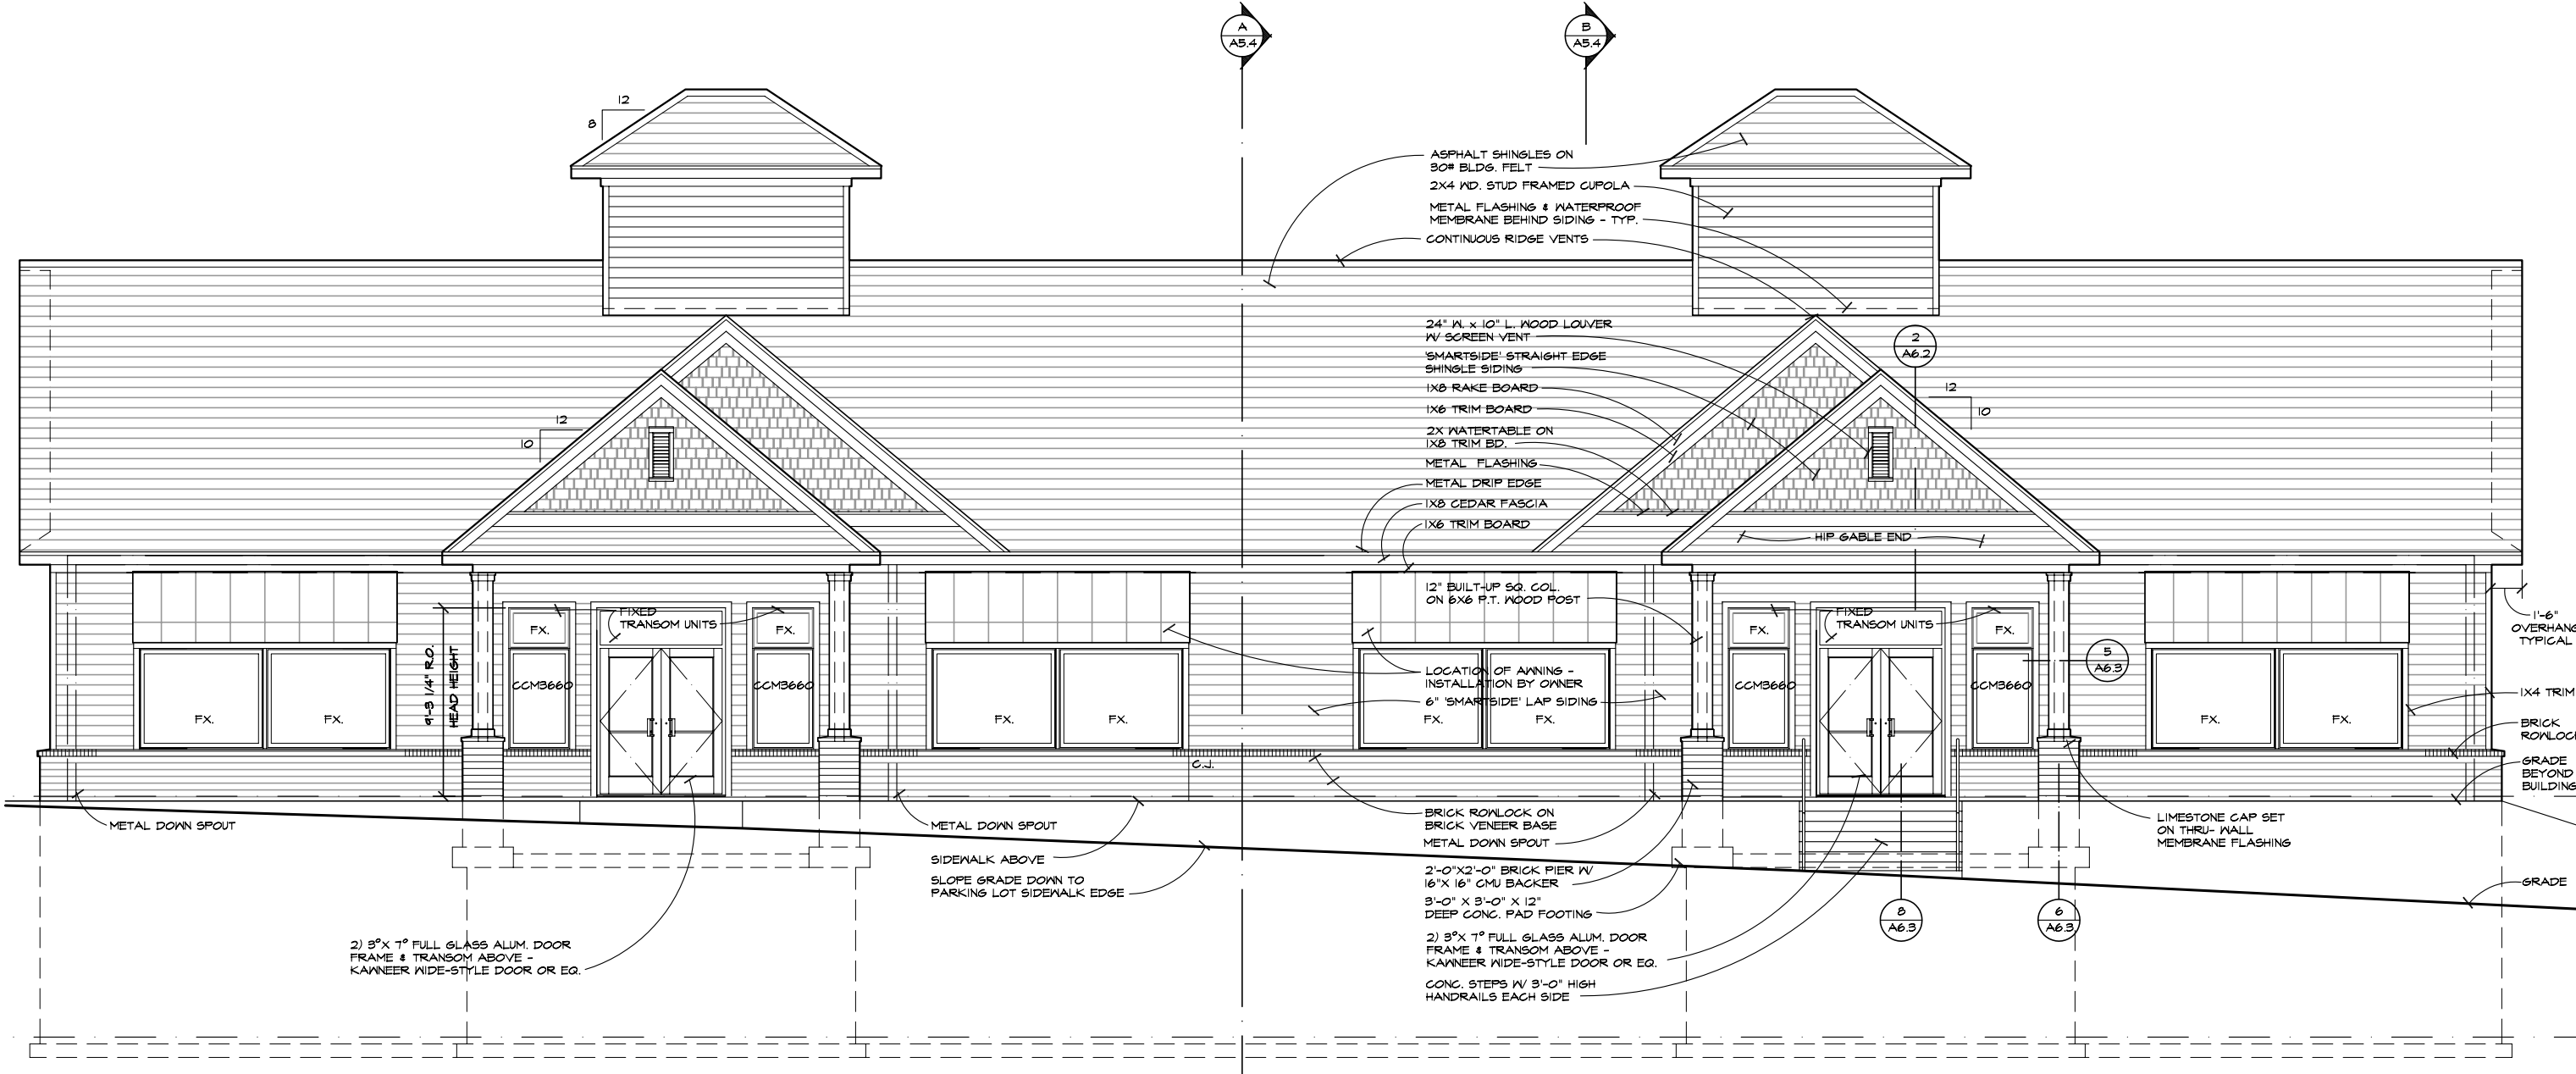 A
A5.4
B
A5.4
12
8
ASPHALT SHINGLES ON
30# BLDG. FELT
2X4 WD. STUD FRAMED CUPOLA
METAL FLASHING & WATERPROOF
MEMBRANE BEHIND SIDING - TYP.
CONTINUOUS RIDGE VENTS
24" W. x 10" L. WOOD LOUVER
W/ SCREEN VENT
'SMARTSIDE' STRAIGHT EDGE
SHINGLE SIDING
1X8 RAKE BOARD
1X6 TRIM BOARD
2X WATERTABLE ON
1X8 TRIM BD.
METAL FLASHING
METAL DRIP EDGE
1X8 CEDAR FASCIA
1X6 TRIM BOARD
2
A6.2
12
10
12
10
HIP GABLE END
12" BUILT-UP SQ. COL.
ON 6X6 P.T. WOOD POST
FIXED
TRANSOM UNITS
FX.
FX.
CCM3660
CCM3660
9'-3 1/4" R.O.
HEAD HEIGHT
FX.
FX.
FX.
FX.
LOCATION OF AWNING -
INSTALLATION BY OWNER
6" 'SMARTSIDE' LAP SIDING
FX.
FX.
FIXED
TRANSOM UNITS
FX.
FX.
CCM3660
CCM3660
5
A6.3
FX.
FX.
1'-6"
OVERHANG
TYPICAL
1X4 TRIM
BRICK
ROWLOCK
GRADE
BEYOND
BUILDING
C.J.
METAL DOWN SPOUT
METAL DOWN SPOUT
SIDEWALK ABOVE
SLOPE GRADE DOWN TO
PARKING LOT SIDEWALK EDGE
BRICK ROWLOCK ON
BRICK VENEER BASE
METAL DOWN SPOUT
2'-0"X2'-0" BRICK PIER W/
16"X 16" CMU BACKER
3'-0" X 3'-0" X 12"
DEEP CONC. PAD FOOTING
2) 3⁰X 7⁰ FULL GLASS ALUM. DOOR
FRAME & TRANSOM ABOVE -
KAWNEER WIDE-STYLE DOOR OR EQ.
CONC. STEPS W/ 3'-0" HIGH
HANDRAILS EACH SIDE
2) 3⁰X 7⁰ FULL GLASS ALUM. DOOR
FRAME & TRANSOM ABOVE -
KAWNEER WIDE-STYLE DOOR OR EQ.
LIMESTONE CAP SET
ON THRU- WALL
MEMBRANE FLASHING
GRADE
8
A6.3
6
A6.3